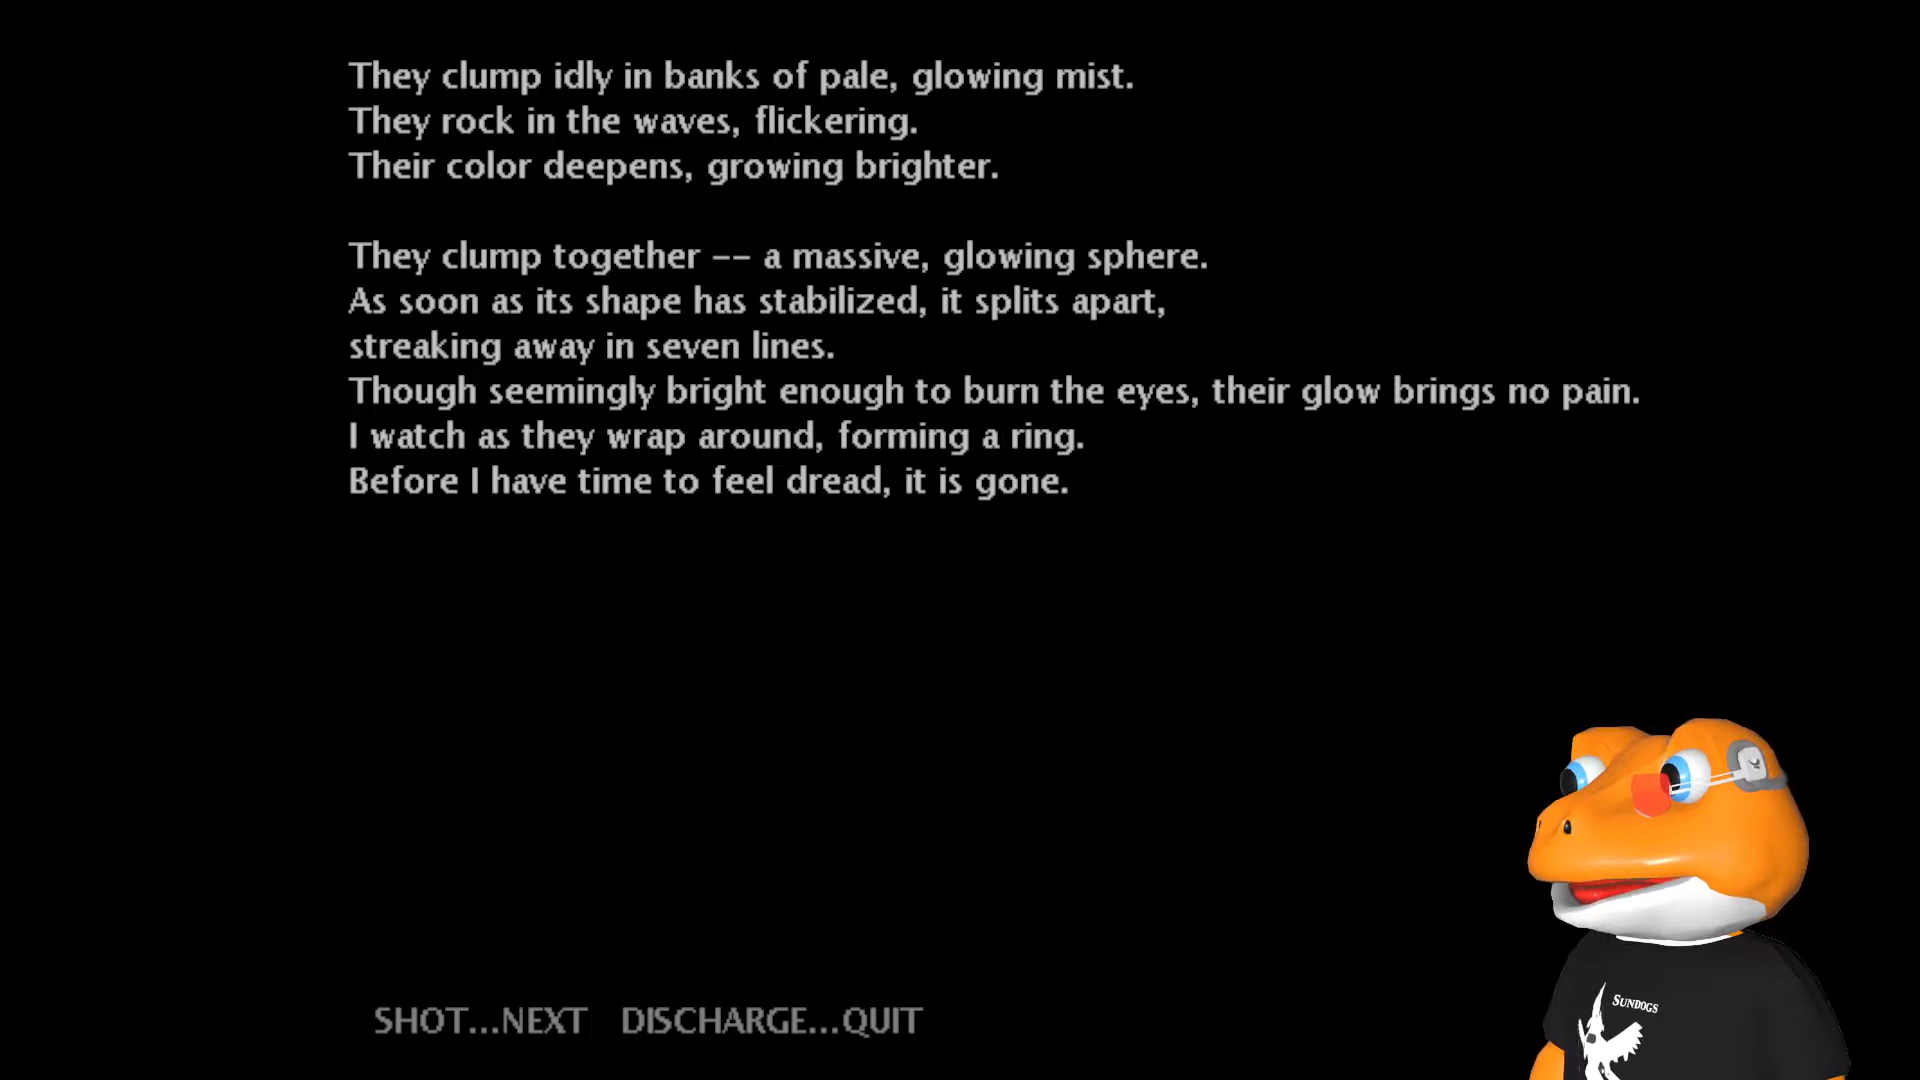 They clump idly in banks of pale, glowing mist.
They rock in the waves, flickering.
Their color deepens, growing brighter.
They clump together -- a massive, glowing sphere.
As soon as its shape has stabilized, it splits apart,
streaking away in seven lines.
Though seemingly bright enough to burn the eyes, their glow brings no pain.
I watch as they wrap around, forming a ring.
Before I have time to feel dread, it is gone.
SHOT...NEXT DISCHARGE...QUIT
SUNDOGS